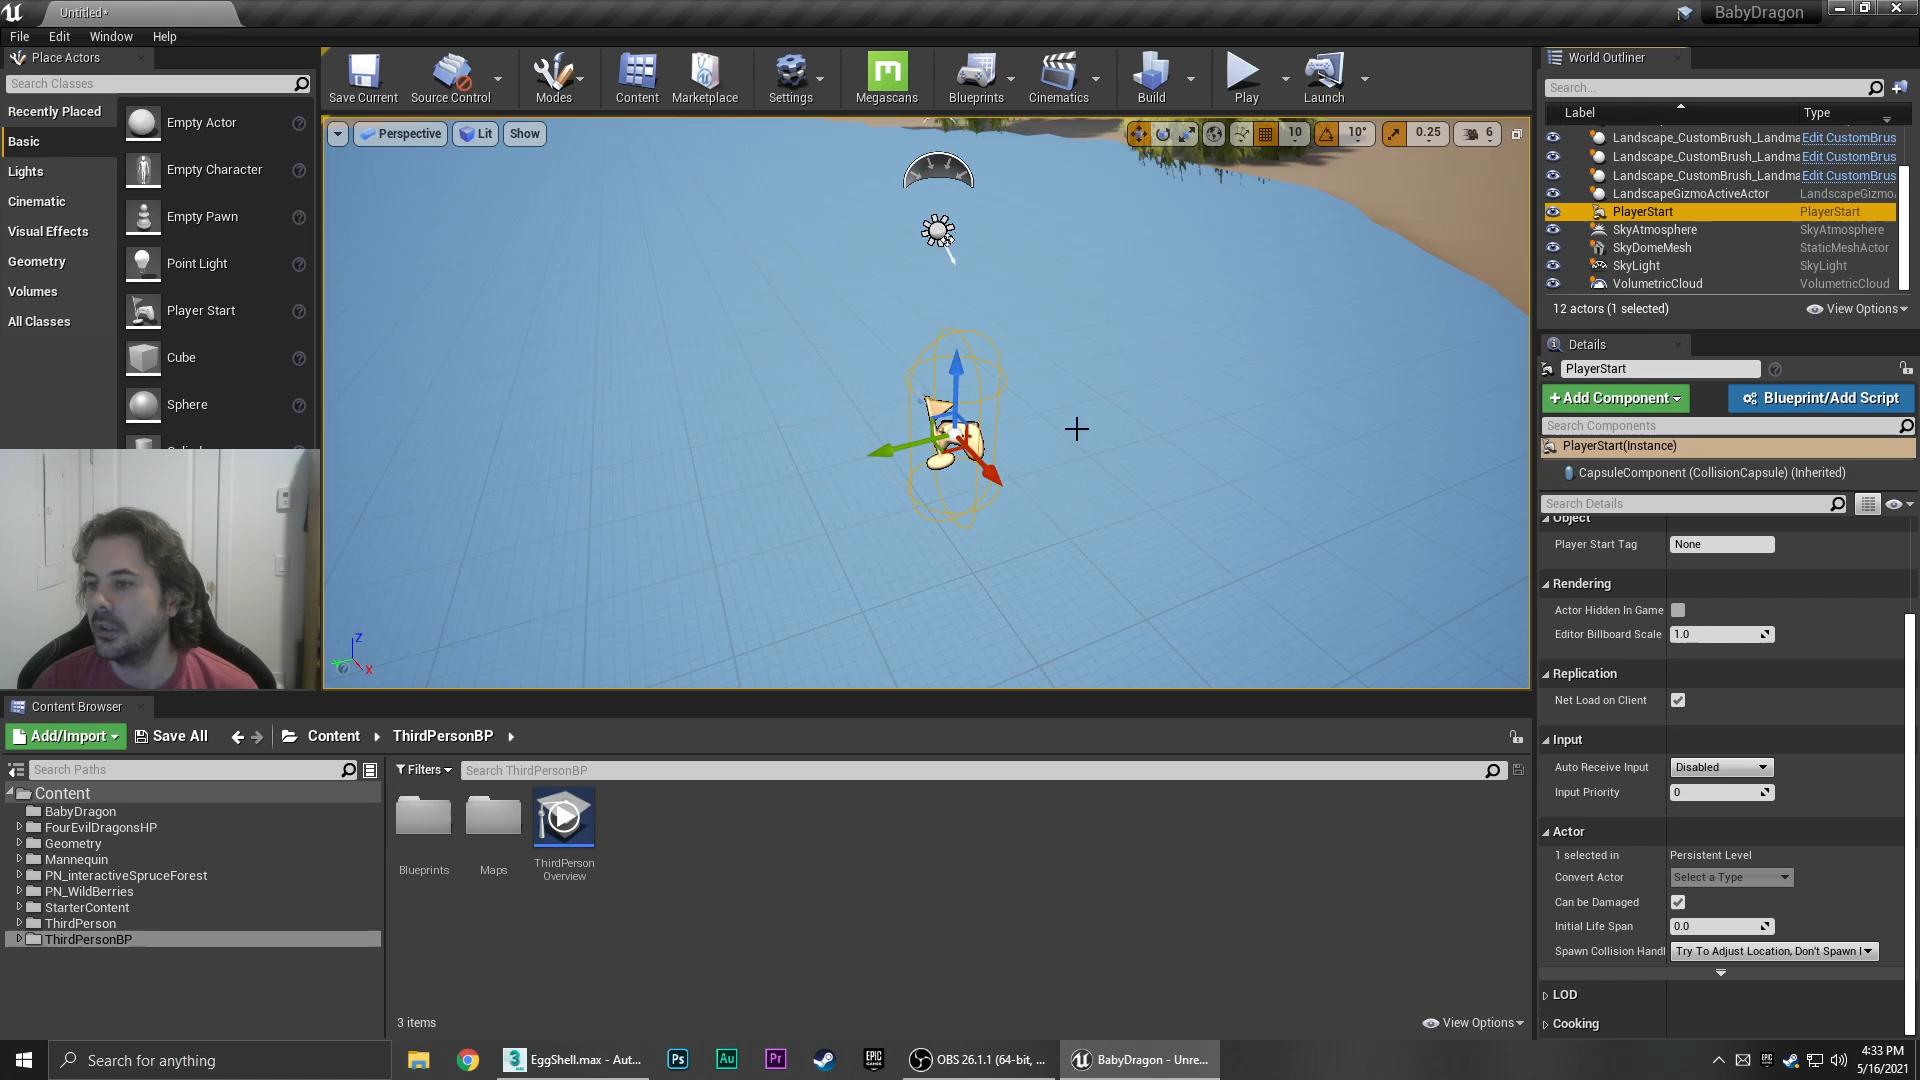 Untitled*
BabyDragon
File Edit Window Help
Place Actors
Search Classes
Recently Placed
Basic
Lights
Cinematic
Visual Effects
Geometry
Volumes
All Classes
Empty Actor
Empty Character
Empty Pawn
Point Light
Player Start
Cube
Sphere
Save Current
Source Control
Modes
Content
Marketplace
Settings
Megascans
Blueprints
Cinematics
Build
Play
Launch
Perspective Lit Show
10 10° 0.25 6
Z
X
World Outliner
Search...
Label Type
Landscape_CustomBrush_Landma Edit CustomBrus
Landscape_CustomBrush_Landma Edit CustomBrus
Landscape_CustomBrush_Landma Edit CustomBrus
LandscapeGizmoActiveActor LandscapeGizmo
PlayerStart PlayerStart
SkyAtmosphere SkyAtmosphere
SkyDomeMesh StaticMeshActor
SkyLight SkyLight
VolumetricCloud VolumetricCloud
12 actors (1 selected) View Options
Details
PlayerStart
+Add Component Blueprint/Add Script
Search Components
PlayerStart(Instance)
CapsuleComponent (CollisionCapsule) (Inherited)
Search Details
Object
Player Start Tag None
Rendering
Actor Hidden In Game
Editor Billboard Scale 1.0
Replication
Net Load on Client
Input
Auto Receive Input Disabled
Input Priority 0
Actor
1 selected in Persistent Level
Convert Actor Select a Type
Can be Damaged
Initial Life Span 0.0
Spawn Collision Handl Try To Adjust Location, Don't Spawn I
LOD
Cooking
Content Browser
Add/Import Save All Content ThirdPersonBP
Search Paths
Filters Search ThirdPersonBP
Content
BabyDragon
FourEvilDragonsHP
Geometry
Mannequin
PN_interactiveSpruceForest
PN_WildBerries
StarterContent
ThirdPerson
ThirdPersonBP
Blueprints
Maps
ThirdPerson
Overview
3 items View Options
Search for anything
EggShell.max - Aut...
Ps
Au
Pr
EPIC
OBS 26.1.1 (64-bit, ...
BabyDragon - Unre...
4:33 PM
5/16/2021